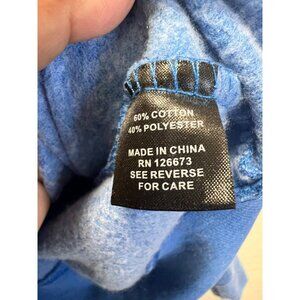 60% COTTON
40% POLYESTER
MADE IN CHINA
RN 126673
SEE REVERSE
FOR CARE